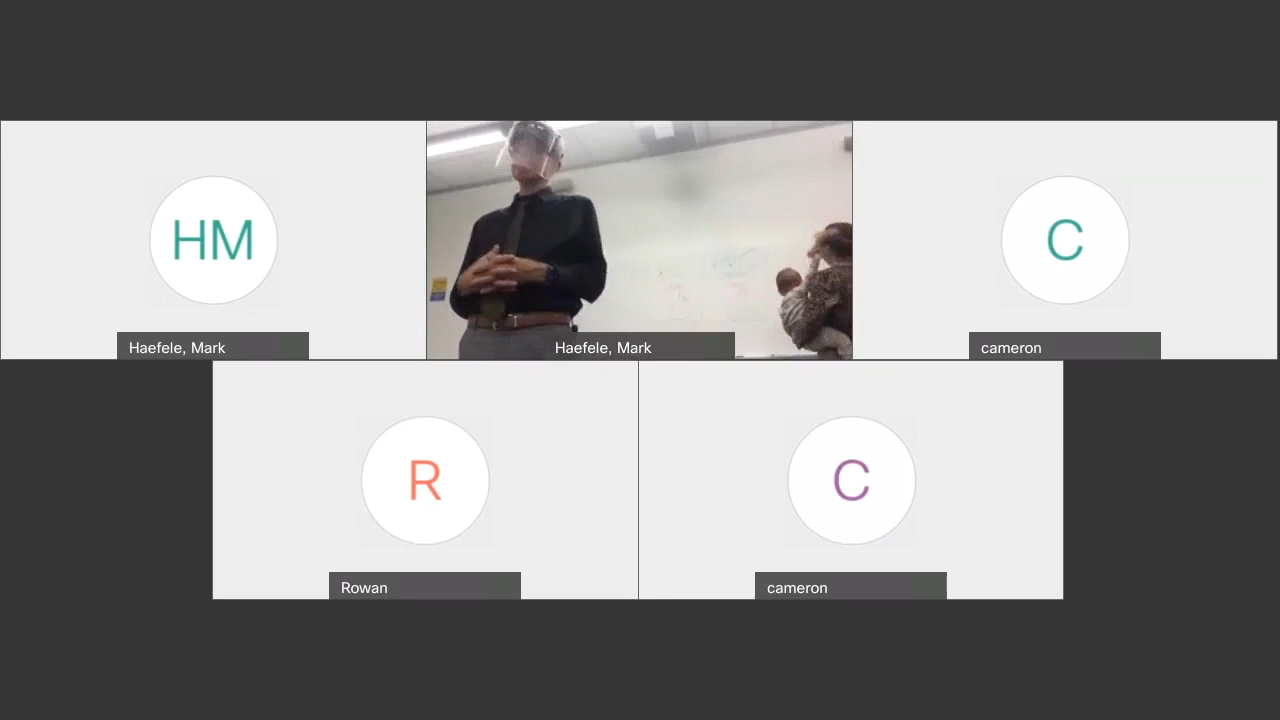 HM
Haefele, Mark
Haefele, Mark
C
cameron
R
Rowan
C
cameron